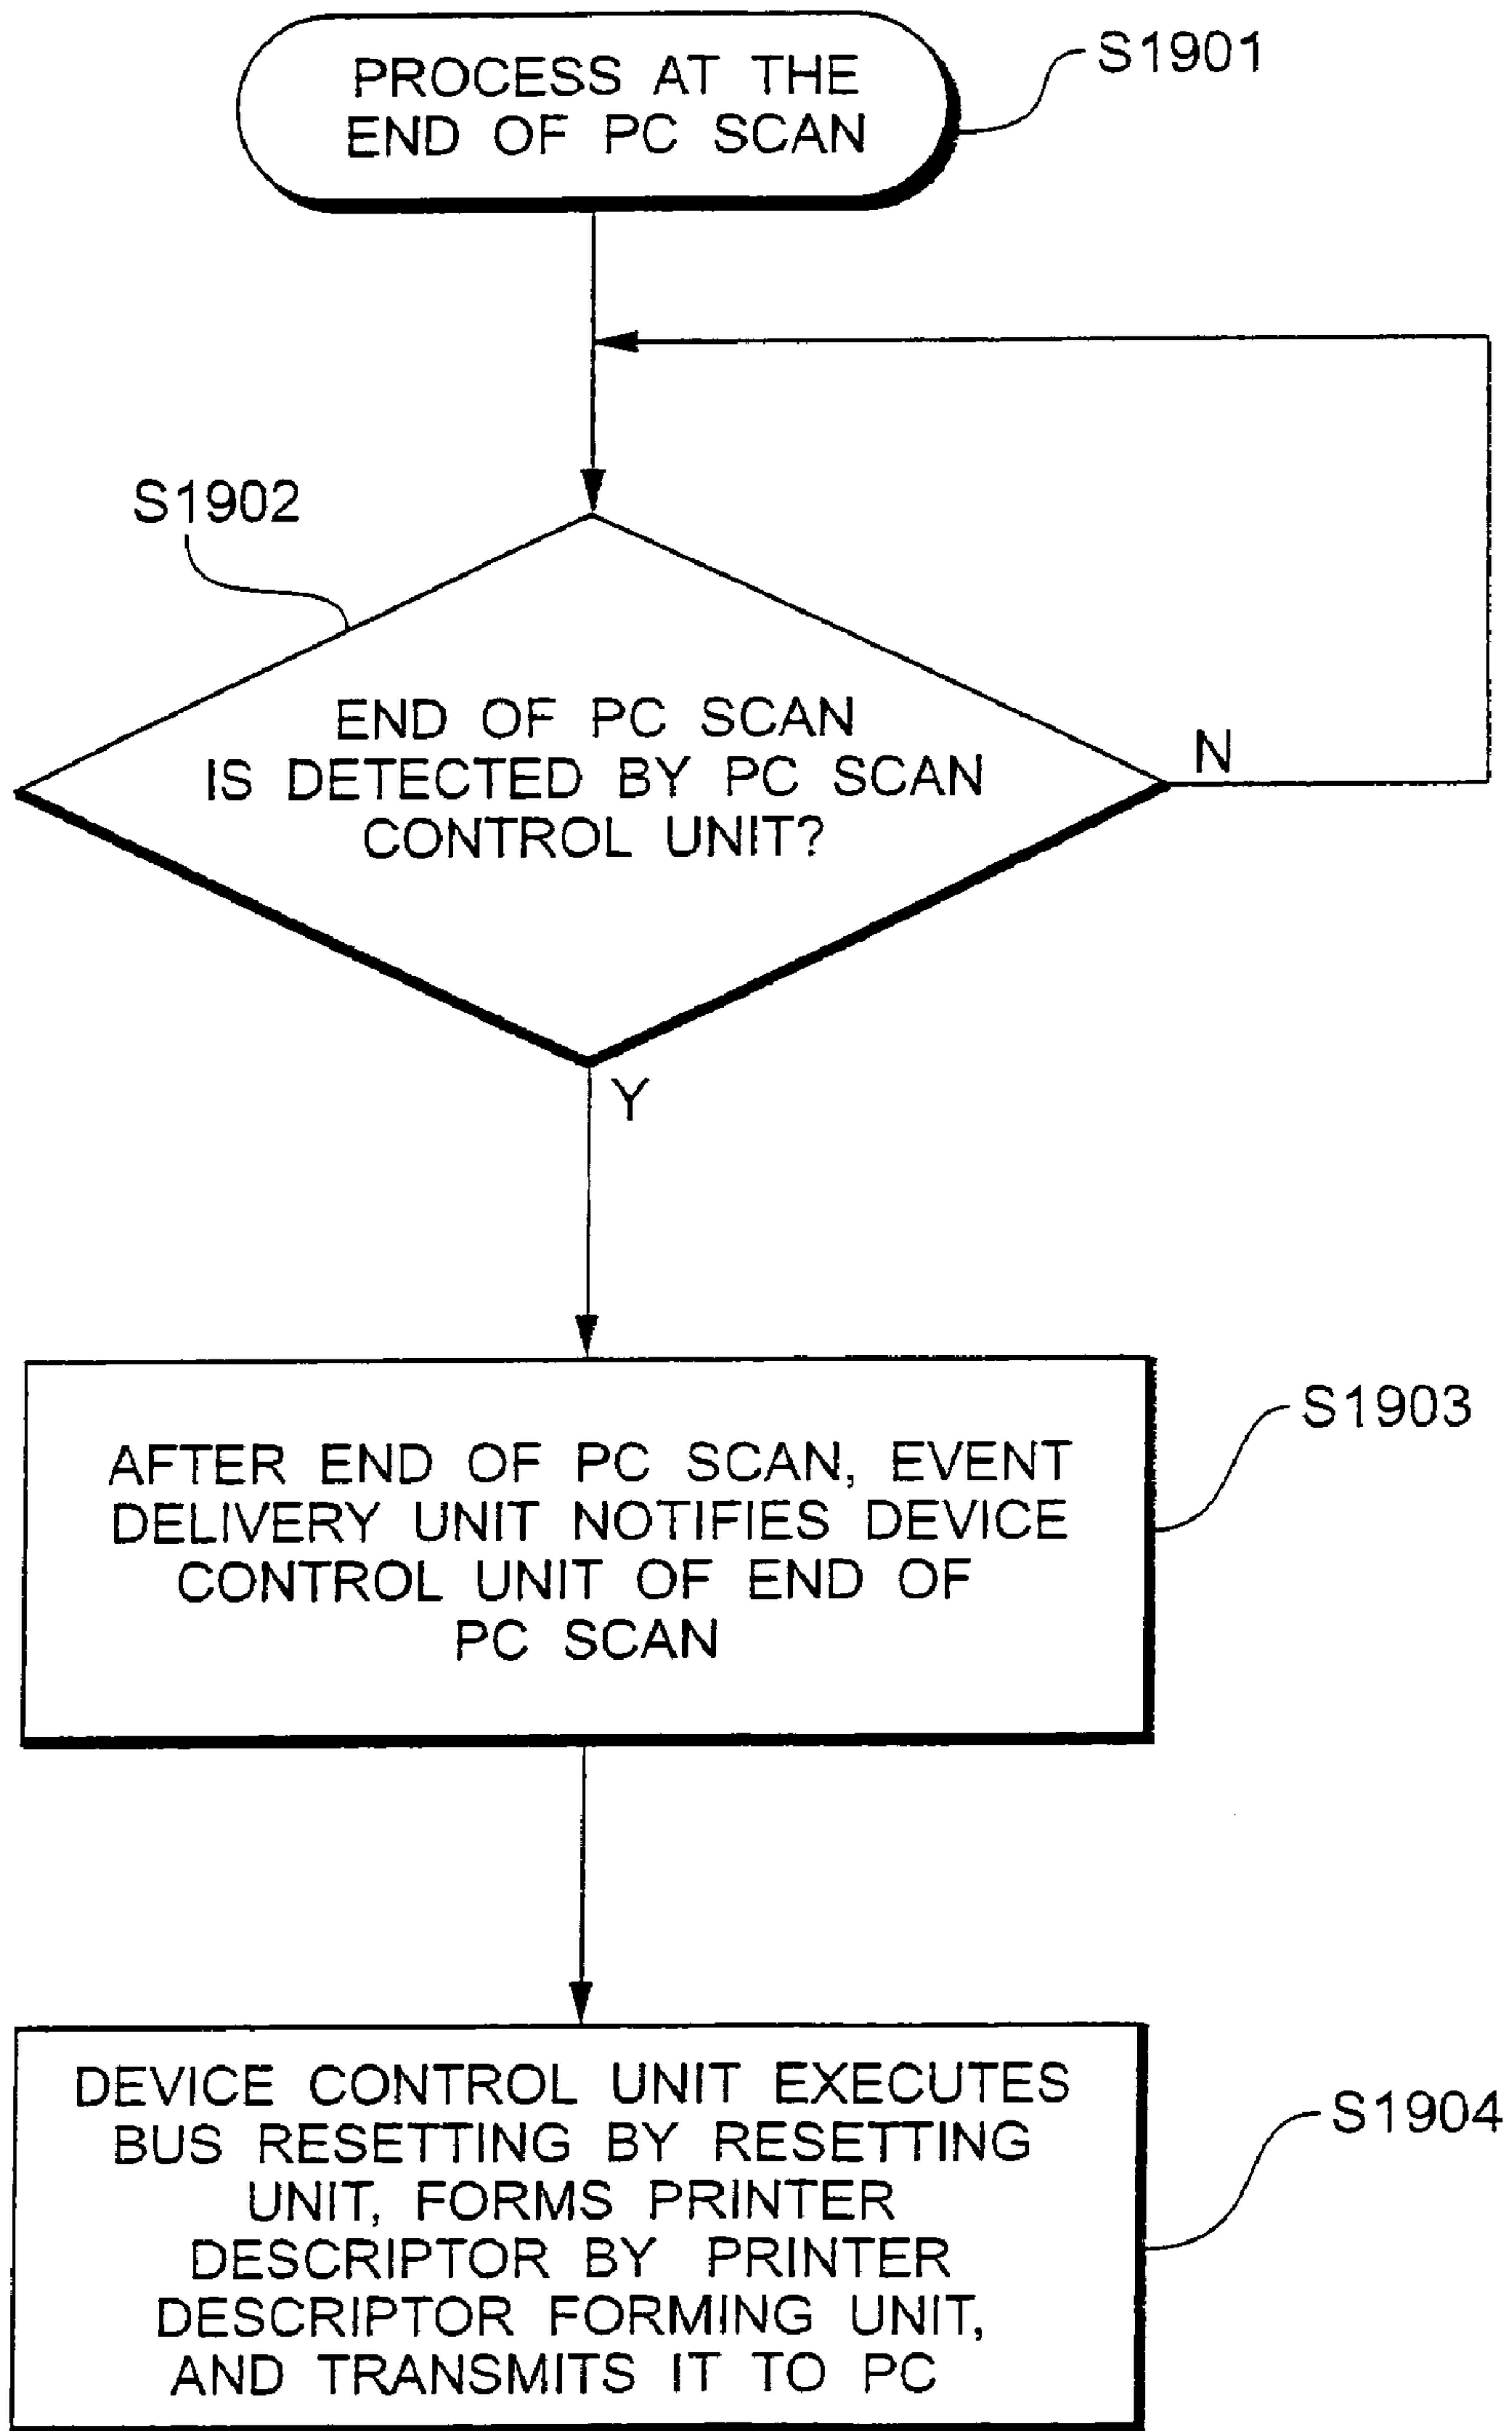 PROCESS AT THE
END OF PC SCAN
S1901
S1902
END OF PC SCAN
IS DETECTED BY PC SCAN
CONTROL UNIT?
N
Y
AFTER END OF PC SCAN, EVENT
DELIVERY UNIT NOTIFIES DEVICE
CONTROL UNIT OF END OF
PC SCAN
S1903
DEVICE CONTROL UNIT EXECUTES
BUS RESETTING BY RESETTING
UNIT, FORMS PRINTER
DESCRIPTOR BY PRINTER
DESCRIPTOR FORMING UNIT,
AND TRANSMITS IT TO PC
S1904